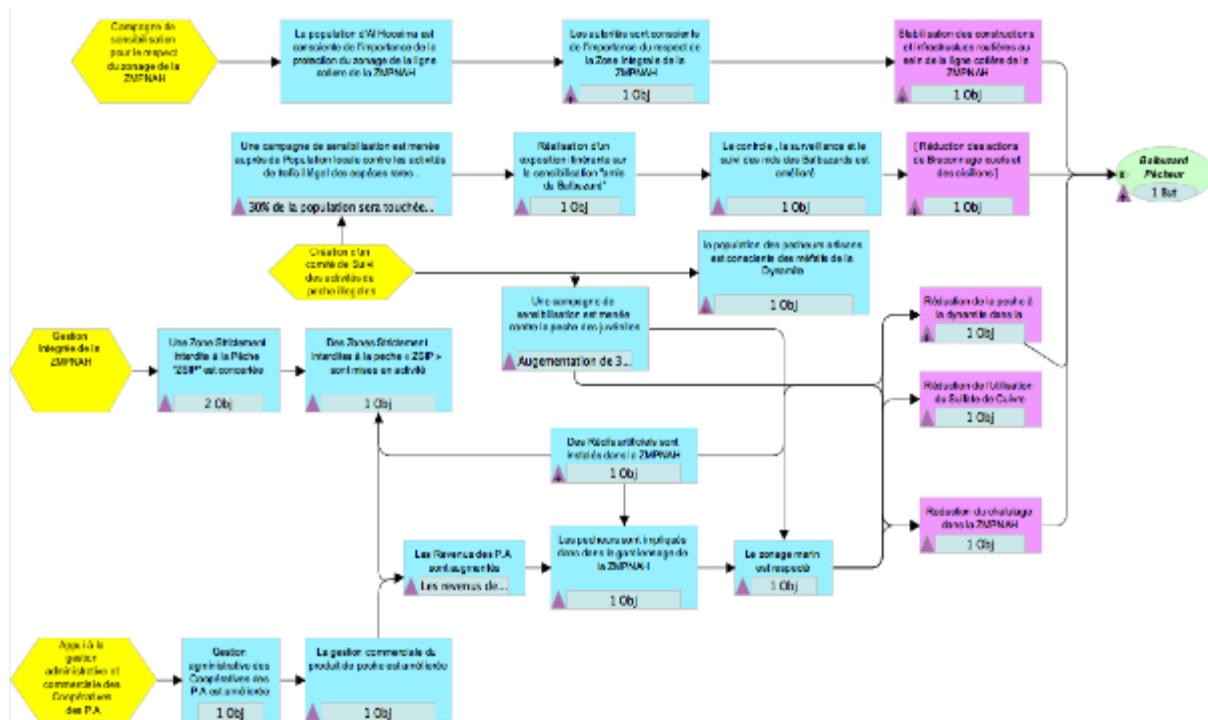 Campagne de
sensibilisation
pour le respect
du zonage de la
ZMPNAH
La population d'Al Hoceima est
consciente de l'importance de la
protection du zonage de la ligne
cotiere de la ZMPNAH
Les autorités sont conscients
de l'importance du respect de
la Zone Integrale de la
ZMPNAH
1 Obj
Stabilisation des constructions
et infrastructures routières au
sein de la ligne cotière de la
ZMPNAH
1 Obj
Une campagne de sensibilisation est menée
auprès de Population locale contre les activités
de trafic illégal des espèces rares .
30% de la population sera touchée...
Réalisation d'un
exposition itinérante sur
la sensibilisation "amis
du Balbuzard"
1 Obj
Le controle , la surveillance et le
suivi des nids des Balbuzards est
amélioré
1 Obj
[ Réduction des actions
de Braconnage oeufs et
des oisillons ]
1 Obj
Balbuzard
Pêcheur
1 But
Création d'un
comité de Suivi
des activités de
peche illegales
la population des pecheurs artisans
est consciente des méfaits de la
Dynamite
1 Obj
Une campagne de
sensibilisation est menée
contre la peche des juvéniles
Augementation de 3...
Réduction de la peche à
la dynamite dans la
1 Obj
Gestion
Intégrée de la
ZMPNAH
Une Zone Strictement
Interdite à la Pêche
"ZSIP" est concertée
2 Obj
Des Zones Strictement
Interdites à la peche « ZSIP »
sont mises en activité
1 Obj
Réduction de l'utilisation
du Sulfate de Cuivre
1 Obj
Des Récifs artificiels sont
instalés dans la ZMPNAH
1 Obj
Reduction du chalutage
dans la ZMPNAH
1 Obj
Les Revenus des P.A
sont augmentés
Les revenus de...
Les pecheurs sont impliqués
dans dans le gardionnage de
la ZMPNAH
1 Obj
Le zonage marin
est respecté
1 Obj
Appui à la
gestion
administrative et
commerciale des
Coopératives
des P.A
Gestion
administrative des
Coopératives des
P.A est améliorée
1 Obj
La gestion commerciale du
produit de peche est améliorée
1 Obj